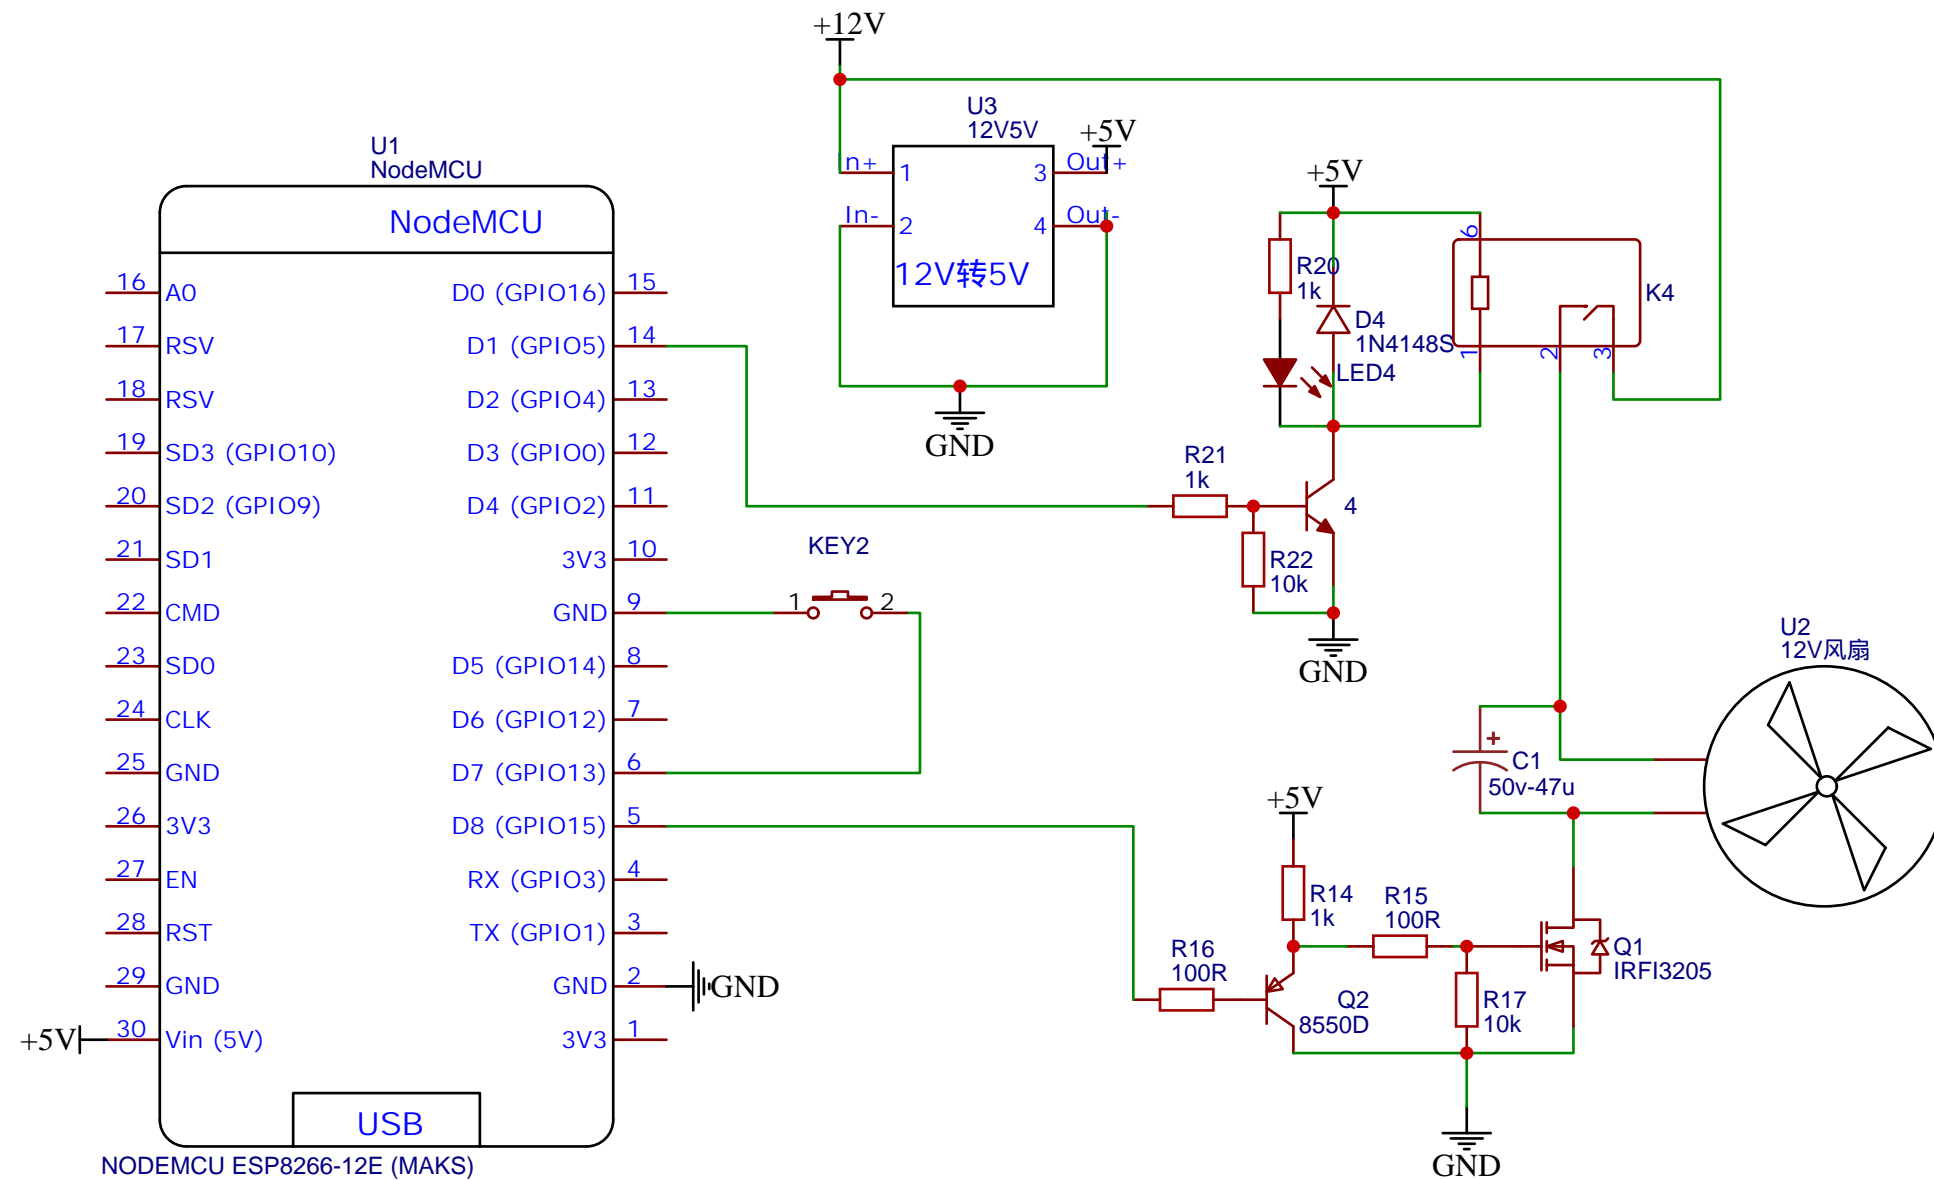 +12V
U3
12V5V
+5V
In+
1
3
Out+
In-
2
4
Out-
12V转5V
GND
U1
NodeMCU
NodeMCU
16
A0
D0 (GPIO16)
15
17
RSV
D1 (GPIO5)
14
18
RSV
D2 (GPIO4)
13
19
SD3 (GPIO10)
D3 (GPIO0)
12
20
SD2 (GPIO9)
D4 (GPIO2)
11
21
SD1
3V3
10
22
CMD
GND
9
23
SD0
D5 (GPIO14)
8
24
CLK
D6 (GPIO12)
7
25
GND
D7 (GPIO13)
6
26
3V3
D8 (GPIO15)
5
27
EN
RX (GPIO3)
4
28
RST
TX (GPIO1)
3
29
GND
GND
2
GND
+5V
30
Vin (5V)
3V3
1
USB
NODEMCU ESP8266-12E (MAKS)
KEY2
1
2
+5V
R20
1k
D4
1N4148S
LED4
6
1
2
3
K4
R21
1k
4
R22
10k
GND
U2
12V风扇
+
C1
50v-47u
+5V
R14
1k
R15
100R
R16
100R
Q2
8550D
R17
10k
Q1
IRFI3205
GND